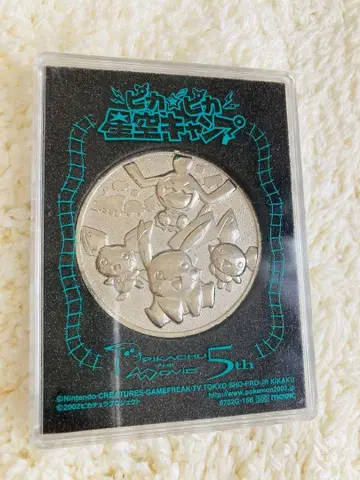 ピカ☆ピカ
星空キャンプ
PIKACHU
THE
MOVIE 5th
©Nintendo・CREATURES・GAMEFREAK・TV TOKYO・SHO-PRO・JR KIKAKU
©2002ピカチュウプロジェクト
http://www.pokemon2002.jp